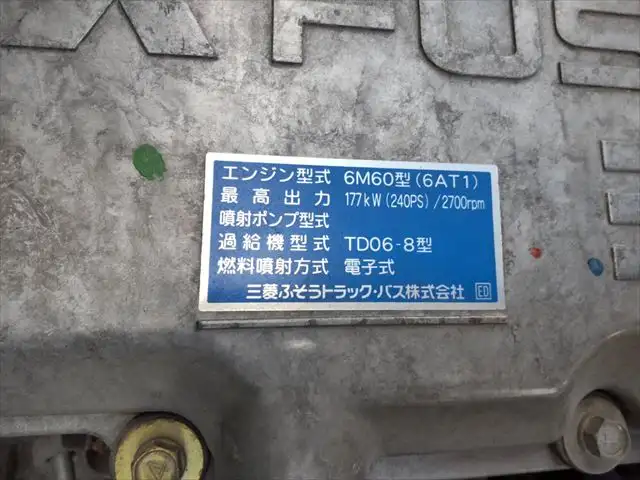 FUS
エンジン型式 6M60型(6AT1)
最高出力 177kW(240PS)/2700rpm
噴射ポンプ型式
過給機型式 TD06-8型
燃料噴射方式 電子式
三菱ふそうトラック・バス株式会社 ED